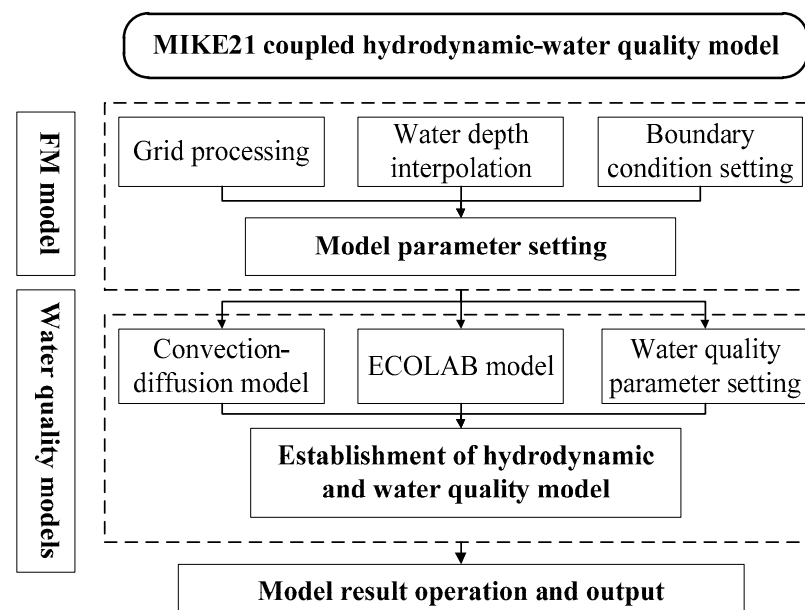 MIKE21 coupled hydrodynamic-water quality model
FM model
Grid processing
Water depth
interpolation
Boundary
condition setting
Model parameter setting
Water quality models
Convection-
diffusion model
ECOLAB model
Water quality
parameter setting
Establishment of hydrodynamic
and water quality model
Model result operation and output